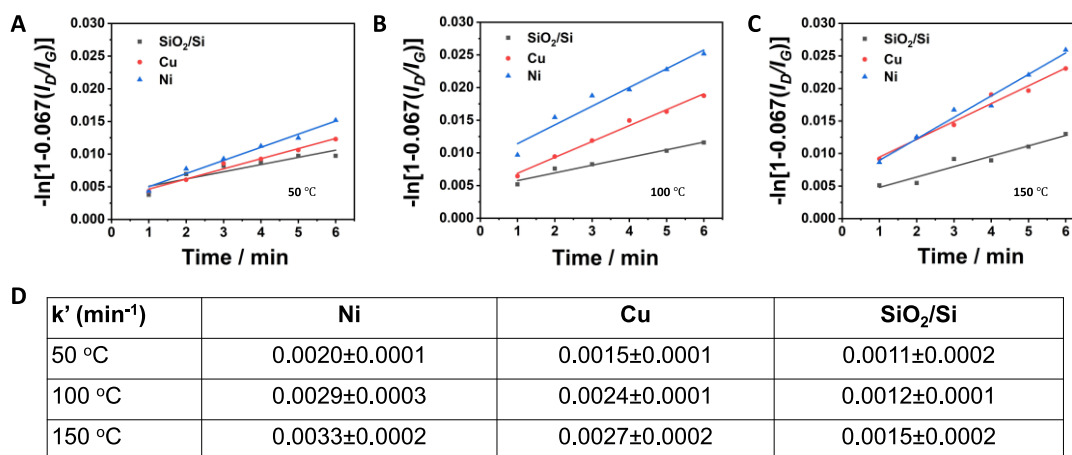 A
-ln[1-0.067(I_D/I_G)]
0.030
0.025
0.020
0.015
0.010
0.005
0.000
SiO₂/Si
Cu
Ni
50 °C
0 1 2 3 4 5 6
Time / min
B
-ln[1-0.067(I_D/I_G)]
0.030
0.025
0.020
0.015
0.010
0.005
0.000
SiO₂/Si
Cu
Ni
100 °C
0 1 2 3 4 5 6
Time / min
C
-ln[1-0.067(I_D/I_G)]
0.030
0.025
0.020
0.015
0.010
0.005
0.000
SiO₂/Si
Cu
Ni
150 °C
0 1 2 3 4 5 6
Time / min
D
k' (min⁻¹) Ni Cu SiO₂/Si
50 °C 0.0020±0.0001 0.0015±0.0001 0.0011±0.0002
100 °C 0.0029±0.0003 0.0024±0.0001 0.0012±0.0001
150 °C 0.0033±0.0002 0.0027±0.0002 0.0015±0.0002